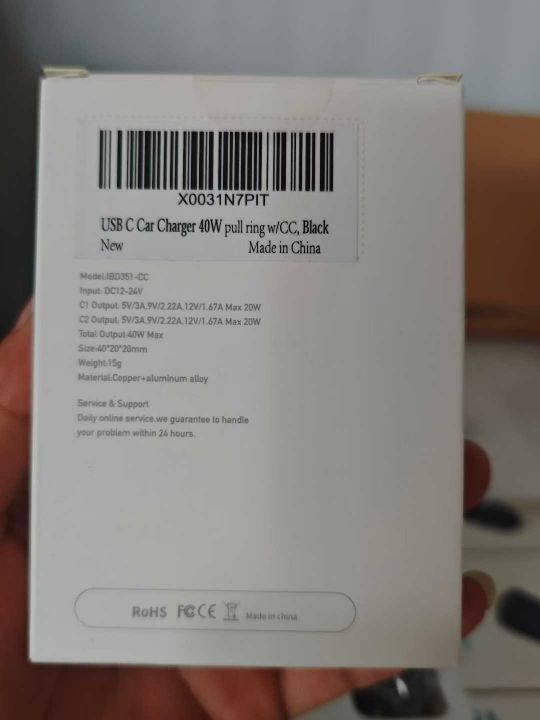 X0031N7PIT
USB C Car Charger 40W pull ring w/CC, Black
New Made in China
Model:IBD351-CC
Input: DC12-24V
C1 Output: 5V/3A,9V/2.22A,12V/1.67A Max 20W
C2 Output: 5V/3A,9V/2.22A,12V/1.67A Max 20W
Total Output:40W Max
Size:40*20*20mm
Weight:15g
Material:Copper+aluminum alloy
Service & Support
Daily online service.we guarantee to handle
your problem within 24 hours.
RoHS FC CE Made in china